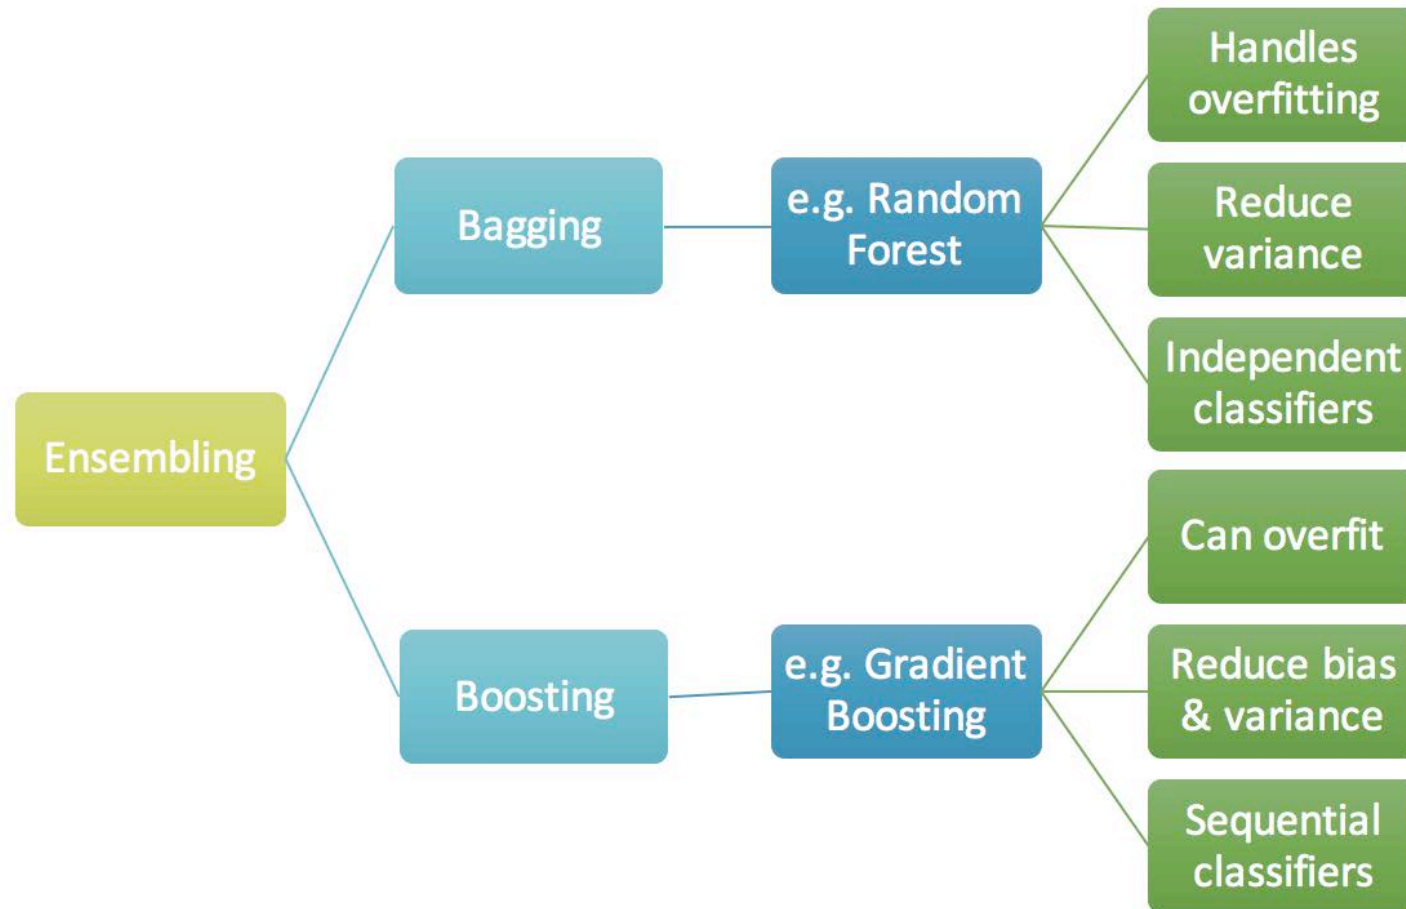 Ensembling
Bagging
e.g. Random
Forest
Handles
overfitting
Reduce
variance
Independent
classifiers
Boosting
e.g. Gradient
Boosting
Can overfit
Reduce bias
& variance
Sequential
classifiers